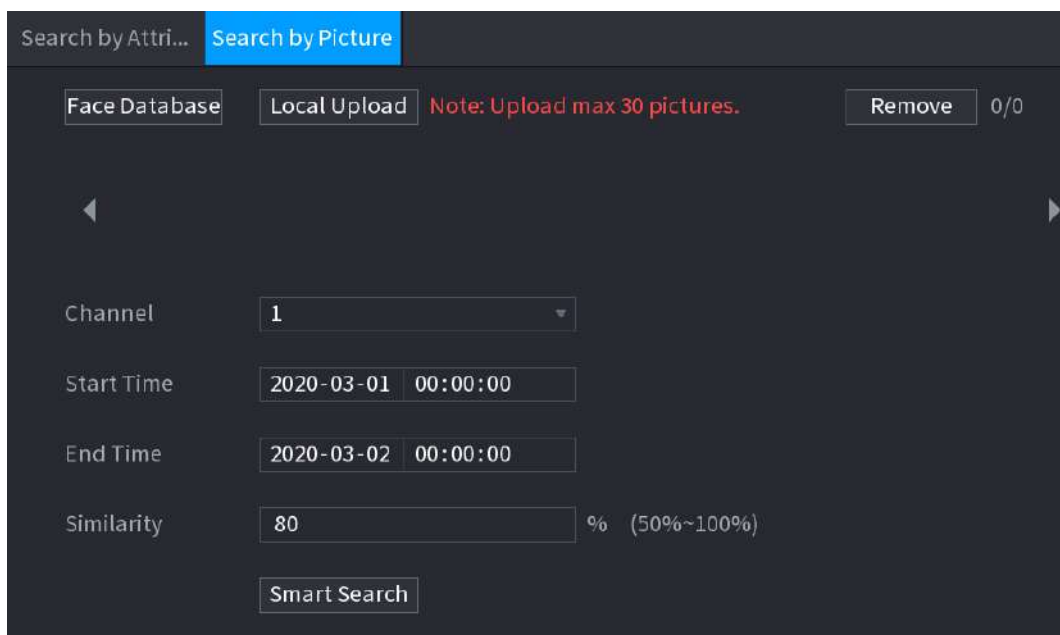 Search by Attri... Search by Picture
Face Database Local Upload Note: Upload max 30 pictures. Remove 0/0
Channel 1
Start Time 2020-03-01 00:00:00
End Time 2020-03-02 00:00:00
Similarity 80 % (50%~100%)
Smart Search